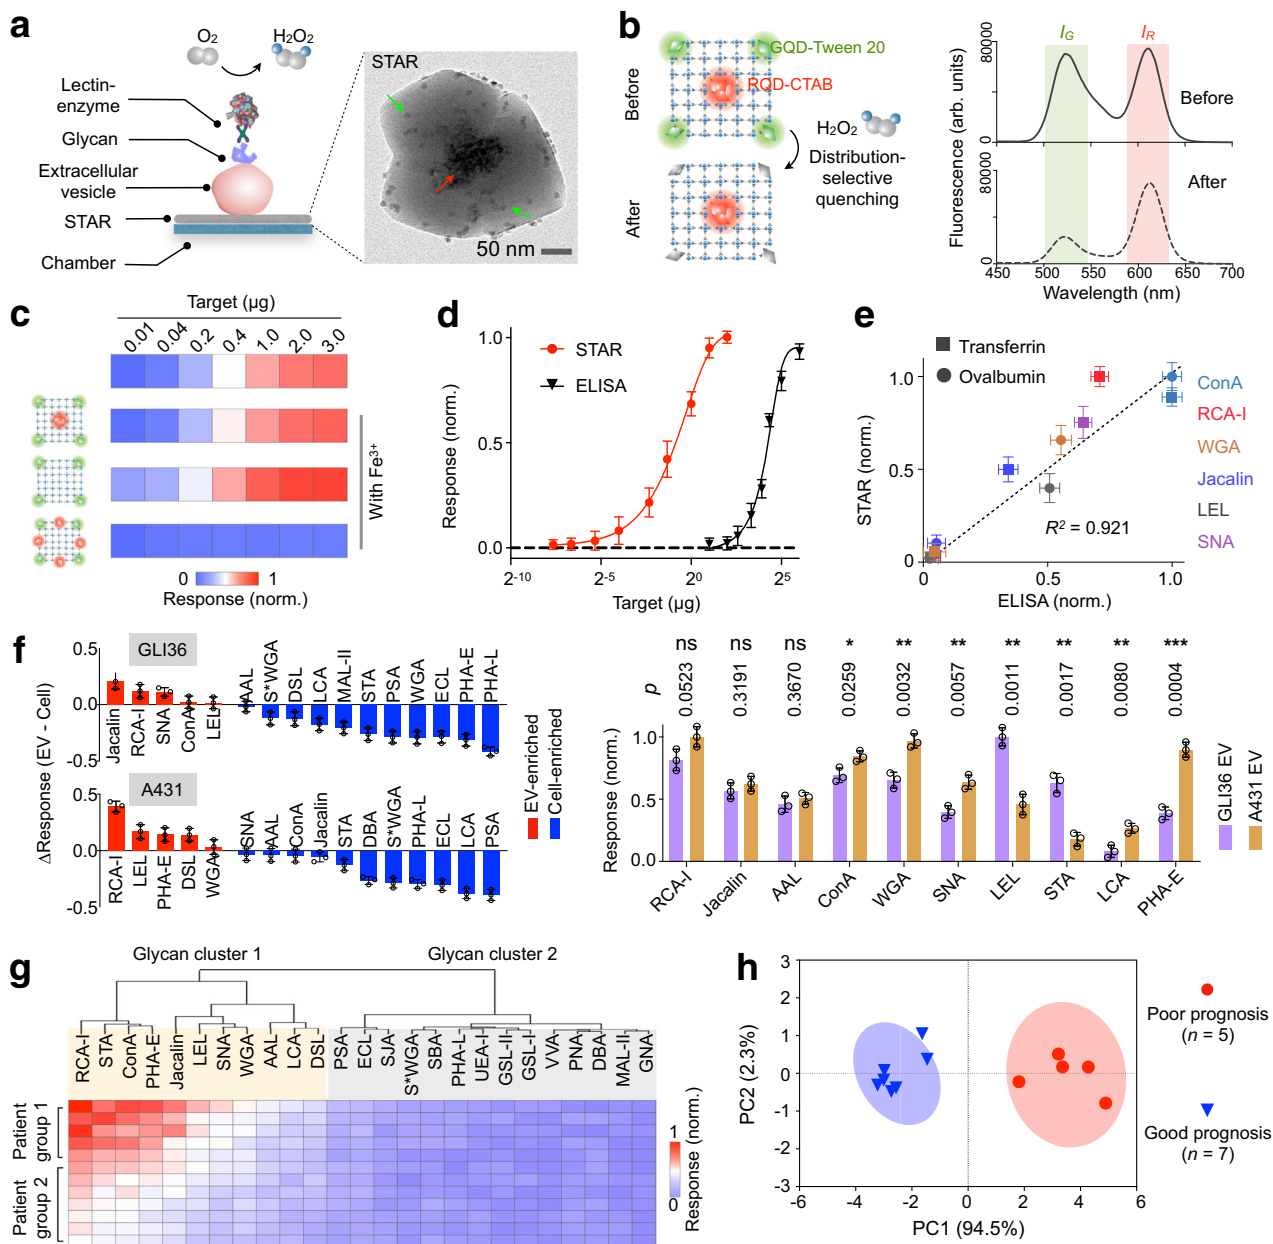 a
O2
H2O2
Lectin-
enzyme
Glycan
Extracellular
vesicle
STAR
Chamber
STAR
50 nm
b
Before
After
GQD-Tween 20
RQD-CTAB
H2O2
Distribution-
selective
quenching
Fluorescence (arb. units)
80000
0
80000
0
IG
IR
Before
After
450 500 550 600 650 700
Wavelength (nm)
c
Target (µg)
0.01 0.04 0.2 0.4 1.0 2.0 3.0
With Fe3+
0 1
Response (norm.)
d
STAR
ELISA
Response (norm.)
1.0
0.5
0.0
2-10 2-5 20 25
Target (µg)
e
Transferrin
Ovalbumin
STAR (norm.)
1.0
0.5
0
R2 = 0.921
0 0.5 1.0
ELISA (norm.)
ConA
RCA-I
WGA
Jacalin
LEL
SNA
f
ΔResponse (EV - Cell)
0.5
0.0
-0.5
GLI36
Jacalin RCA-I SNA ConA LEL AAL S*WGA DSL LCA MAL-II STA PSA WGA ECL PHA-E PHA-L
0.5
0.0
-0.5
A431
RCA-I LEL PHA-E DSL WGA SNA AAL ConA Jacalin STA DBA S*WGA PHA-L ECL LCA PSA
EV-enriched
Cell-enriched
ns ns ns * ** ** ** ** ** ***
p 0.0523 0.3191 0.3670 0.0259 0.0032 0.0057 0.0011 0.0017 0.0080 0.0004
Response (norm.)
1.0
0.5
0.0
RCA-I Jacalin AAL ConA WGA SNA LEL STA LCA PHA-E
GLI36 EV
A431 EV
g
Glycan cluster 1 Glycan cluster 2
RCA-I STA ConA PHA-E Jacalin LEL SNA WGA AAL LCA DSL PSA ECL SJA S*WGA SBA PHA-L UEA-I GSL-II GSL-I VVA PNA DBA MAL-II GNA
Patient
group 1
Patient
group 2
1
0
Response (norm.)
h
PC2 (2.3%)
3
2
1
0
-1
-2
-3
-6 -4 -2 0 2 4 6
PC1 (94.5%)
Poor prognosis
(n = 5)
Good prognosis
(n = 7)